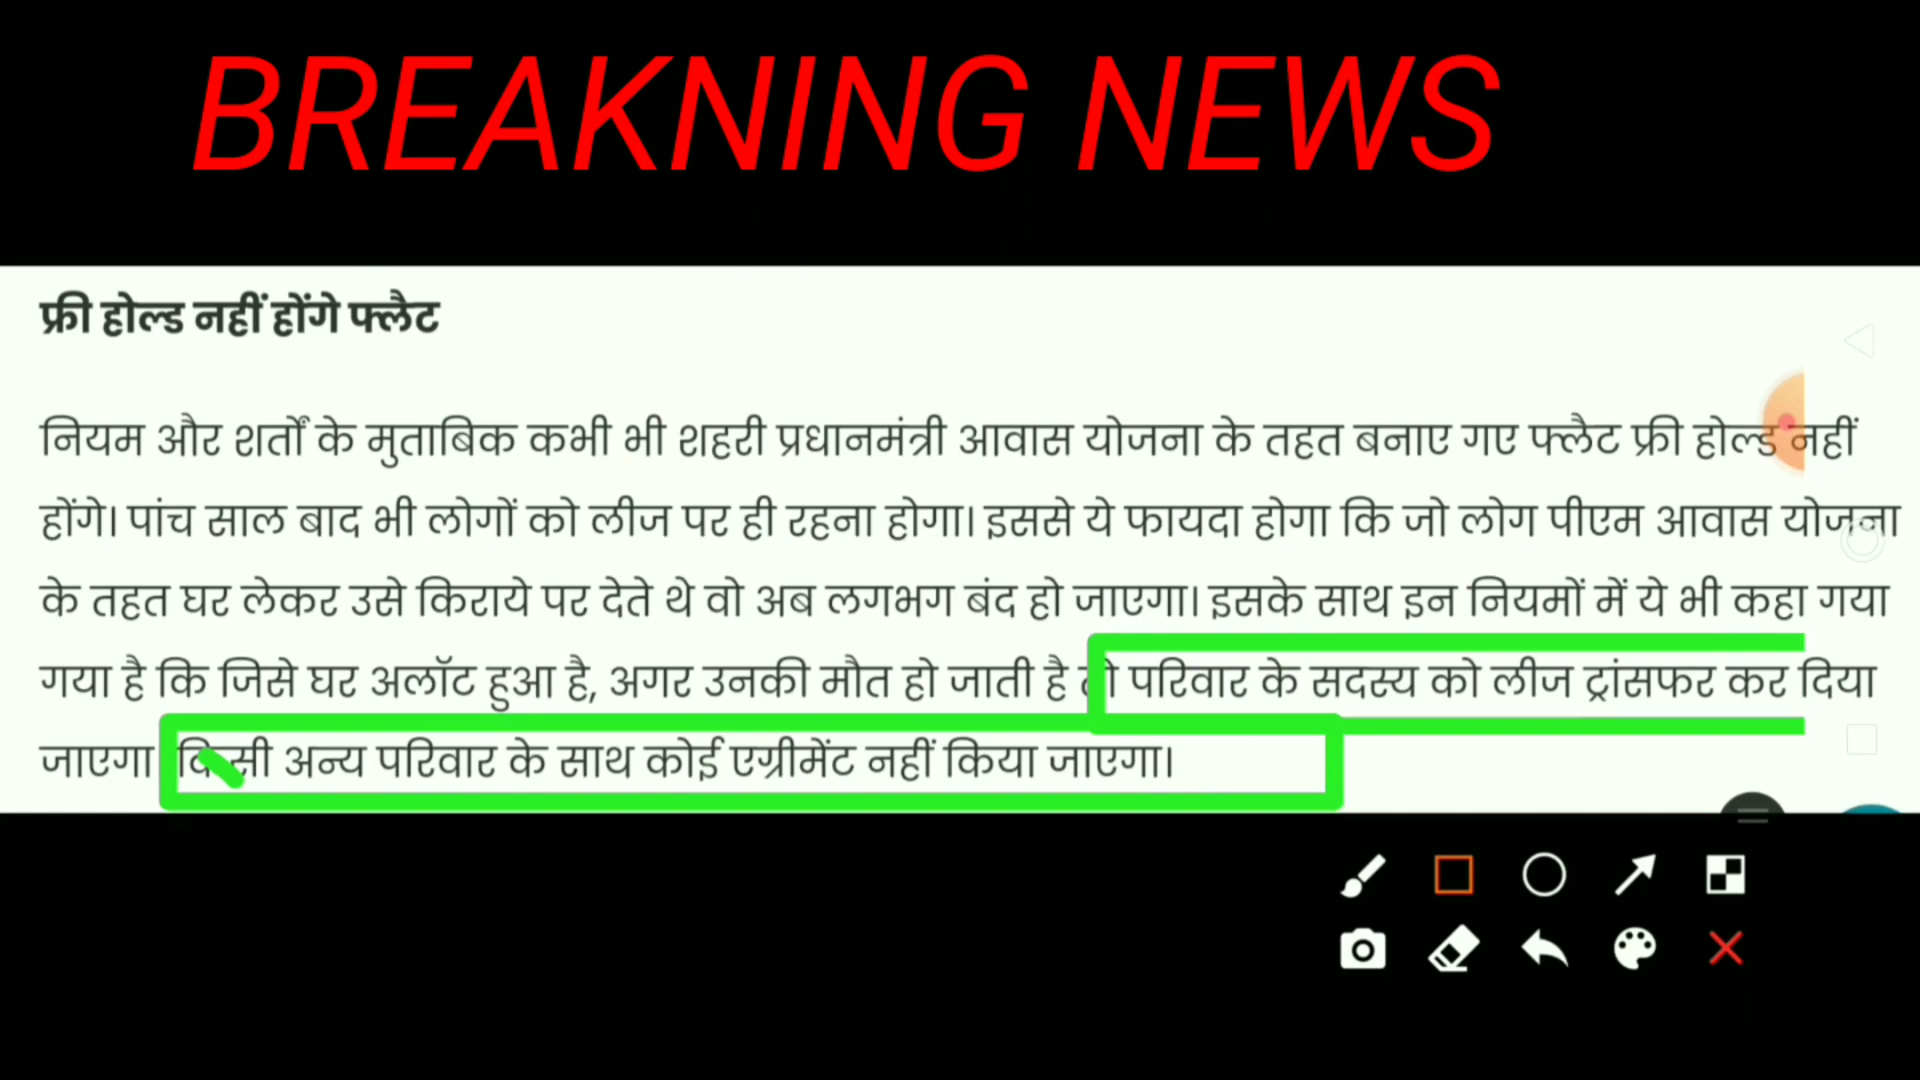 BREAKNING NEWS
फ्री होल्ड नहीं होंगे फ्लैट
नियम और शर्तों के मुताबिक कभी भी शहरी प्रधानमंत्री आवास योजना के तहत बनाए गए फ्लैट फ्री होल्ड नहीं
होंगे। पांच साल बाद भी लोगों को लीज पर ही रहना होगा। इससे ये फायदा होगा कि जो लोग पीएम आवास योजना
के तहत घर लेकर उसे किराये पर देते थे वो अब लगभग बंद हो जाएगा। इसके साथ इन नियमों में ये भी कहा गया
गया है कि जिसे घर अलॉट हुआ है, अगर उनकी मौत हो जाती है तो परिवार के सदस्य को लीज ट्रांसफर कर दिया
जाएगा किसी अन्य परिवार के साथ कोई एग्रीमेंट नहीं किया जाएगा।